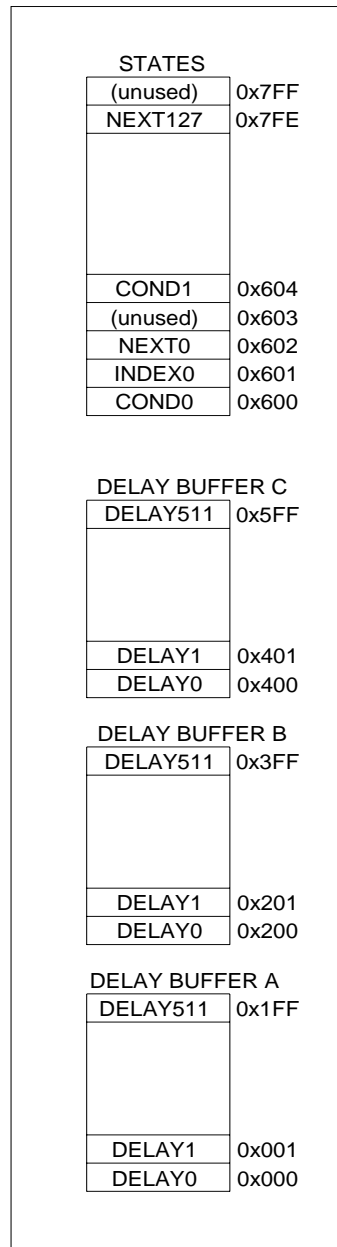 STATES
(unused) 0x7FF
NEXT127 0x7FE
COND1 0x604
(unused) 0x603
NEXT0 0x602
INDEX0 0x601
COND0 0x600
DELAY BUFFER C
DELAY511 0x5FF
DELAY1 0x401
DELAY0 0x400
DELAY BUFFER B
DELAY511 0x3FF
DELAY1 0x201
DELAY0 0x200
DELAY BUFFER A
DELAY511 0x1FF
DELAY1 0x001
DELAY0 0x000